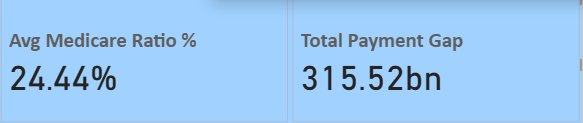 Avg Medicare Ratio %
24.44%
Total Payment Gap
315.52bn